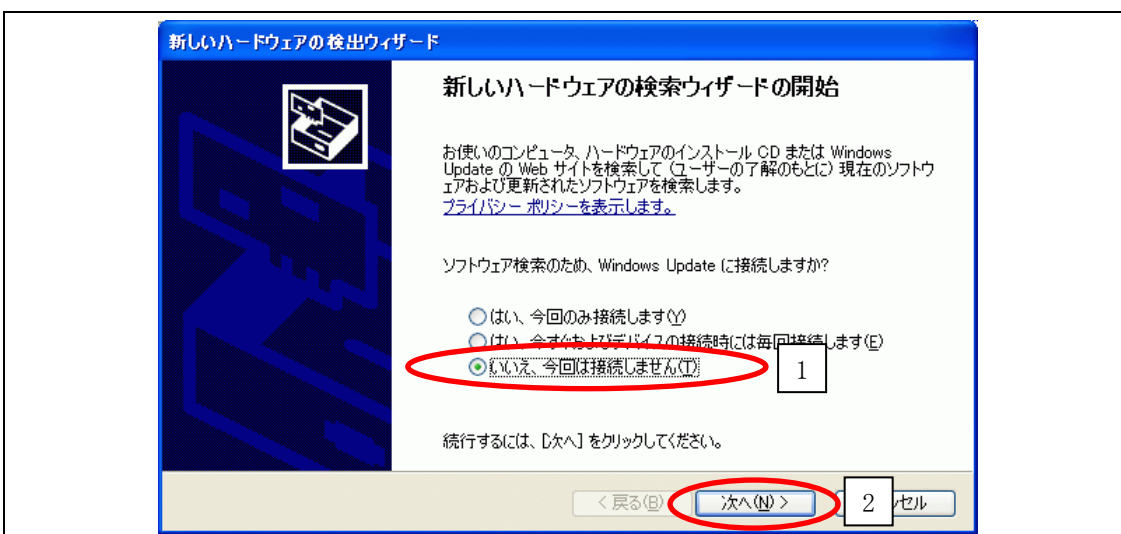 新しいハードウェアの検出ウィザード
新しいハードウェアの検索ウィザードの開始
お使いのコンピュータ、ハードウェアのインストール CD または Windows
Update の Web サイトを検索して (ユーザーの了解のもとに) 現在のソフトウ
ェアおよび更新されたソフトウェアを検索します。
プライバシー ポリシーを表示します。
ソフトウェア検索のため、Windows Update に接続しますか?
はい、今回のみ接続します(Y)
はい、今すぐおよびデバイスの接続時には毎回接続します(E)
いいえ、今回は接続しません(T)
1
続行するには、[次へ] をクリックしてください。
< 戻る(B)
次へ(N) >
2
ンセル